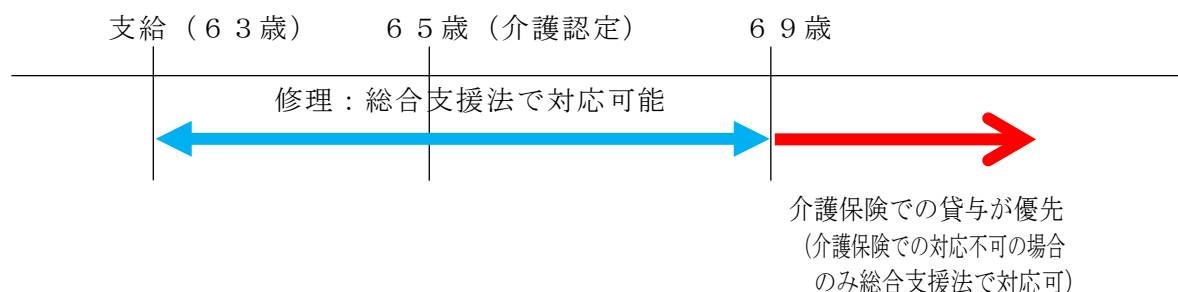 支給（６３歳）　６５歳（介護認定）　６９歳
修理：総合支援法で対応可能
介護保険での貸与が優先
（介護保険での対応不可の場合
のみ総合支援法で対応可）